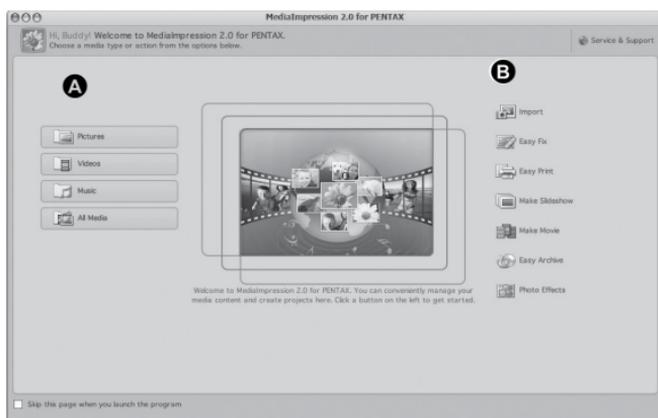 MediaImpression 2.0 for PENTAX
Hi, Buddy! Welcome to MediaImpression 2.0 for PENTAX.
Choose a media type or action from the options below.
Service & Support
A
Pictures
Videos
Music
All Media
B
Import
Easy Fix
Easy Print
Make Slideshow
Make Movie
Easy Archive
Photo Effects
Welcome to MediaImpression 2.0 for PENTAX. You can conveniently manage your
media content and create projects here. Click a button on the left to get started.
Skip this page when you launch the program